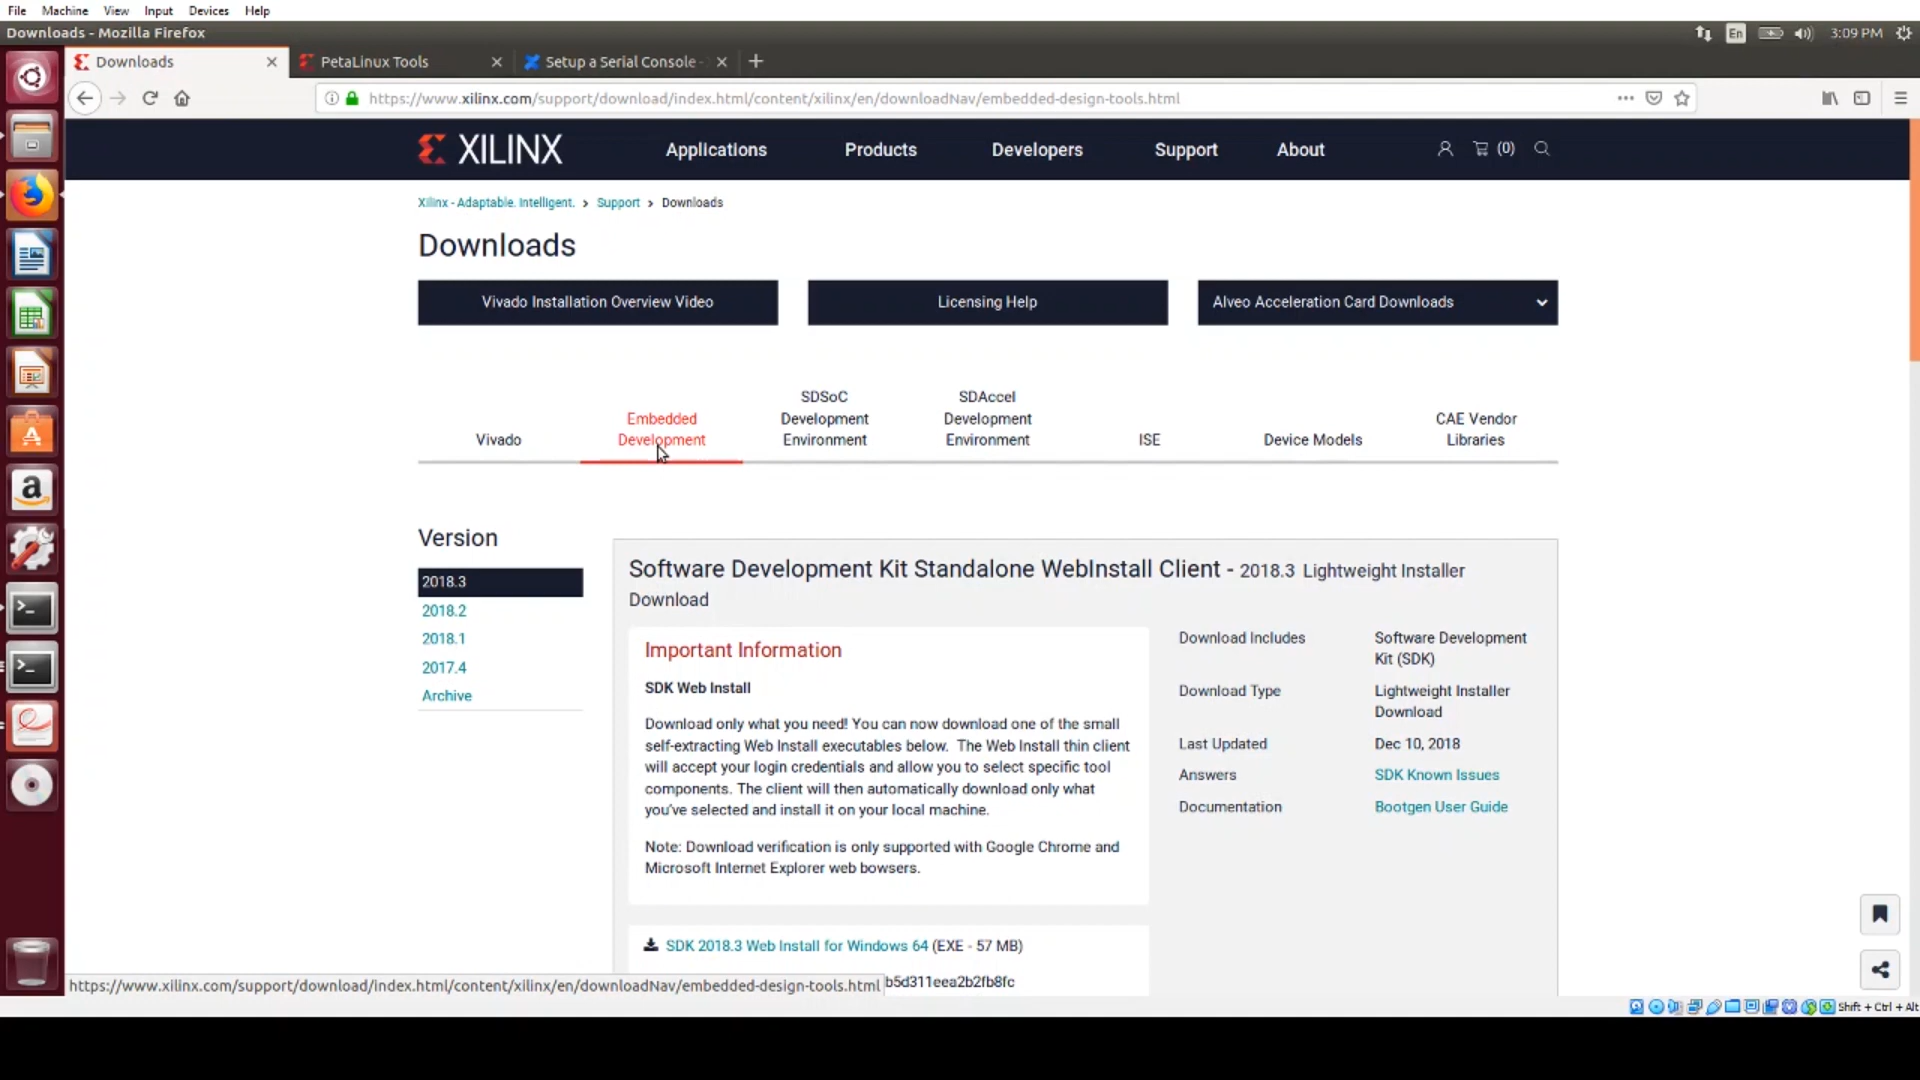 File Machine View Input Devices Help
Downloads - Mozilla Firefox
En 3:09 PM
Downloads
PetaLinux Tools
Setup a Serial Console -
https://www.xilinx.com/support/download/index.html/content/xilinx/en/downloadNav/embedded-design-tools.html
XILINX
Applications
Products
Developers
Support
About
(0)
Xilinx - Adaptable. Intelligent. > Support > Downloads
Downloads
Vivado Installation Overview Video
Licensing Help
Alveo Acceleration Card Downloads
Vivado
Embedded
Development
SDSoC
Development
Environment
SDAccel
Development
Environment
ISE
Device Models
CAE Vendor
Libraries
Version
2018.3
2018.2
2018.1
2017.4
Archive
Software Development Kit Standalone WebInstall Client - 2018.3 Lightweight Installer
Download
Important Information
SDK Web Install
Download only what you need! You can now download one of the small
self-extracting Web Install executables below. The Web Install thin client
will accept your login credentials and allow you to select specific tool
components. The client will then automatically download only what
you've selected and install it on your local machine.
Note: Download verification is only supported with Google Chrome and
Microsoft Internet Explorer web bowsers.
Download Includes
Software Development
Kit (SDK)
Download Type
Lightweight Installer
Download
Last Updated
Dec 10, 2018
Answers
SDK Known Issues
Documentation
Bootgen User Guide
SDK 2018.3 Web Install for Windows 64 (EXE - 57 MB)
b5d311eea2b2fb8fc
https://www.xilinx.com/support/download/index.html/content/xilinx/en/downloadNav/embedded-design-tools.html
Shift + Ctrl + Alt